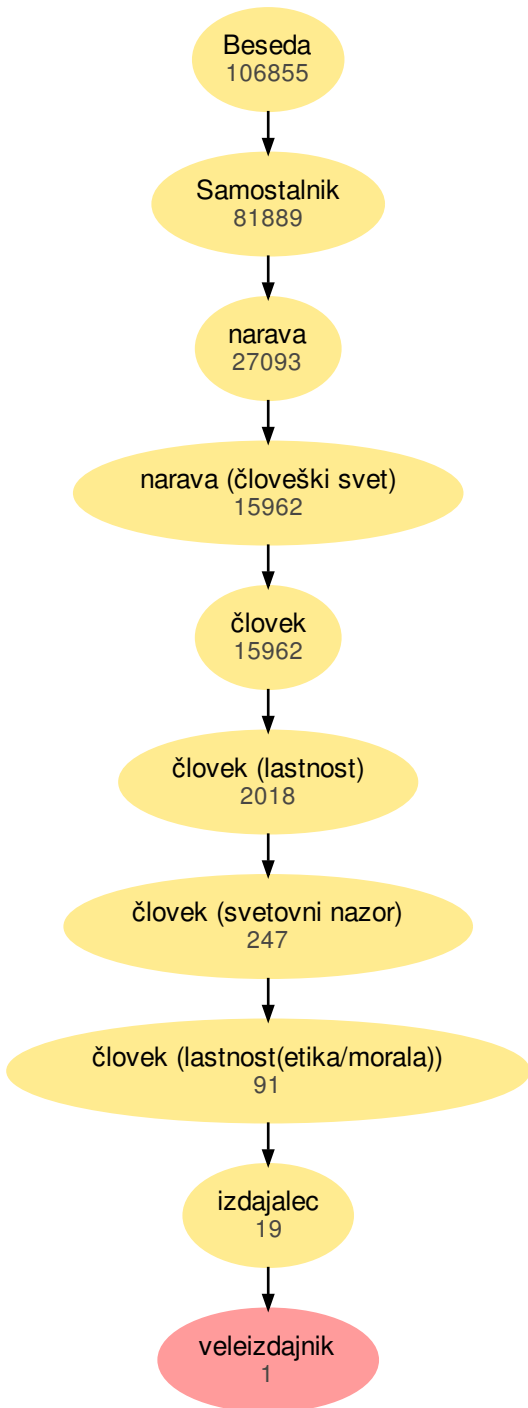 Beseda
106855
Samostalnik
81889
narava
27093
narava (človeški svet)
15962
človek
15962
človek (lastnost)
2018
človek (svetovni nazor)
247
človek (lastnost(etika/morala))
91
izdajalec
19
veleizdajnik
1